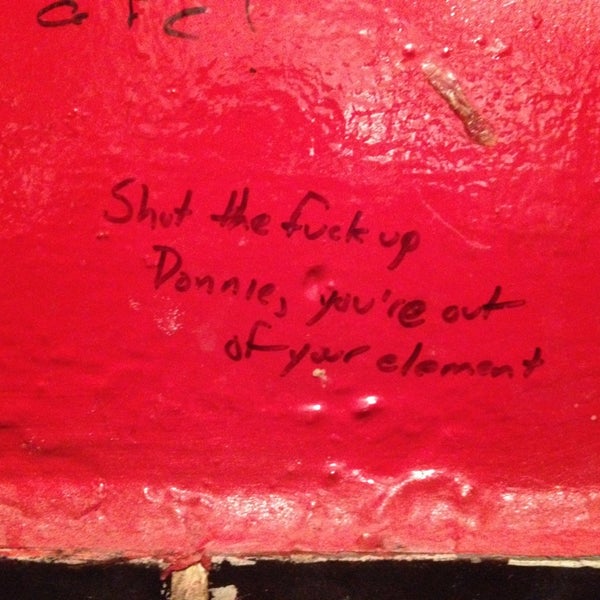 Shut the fuck up
Donnie, you're out
of your element